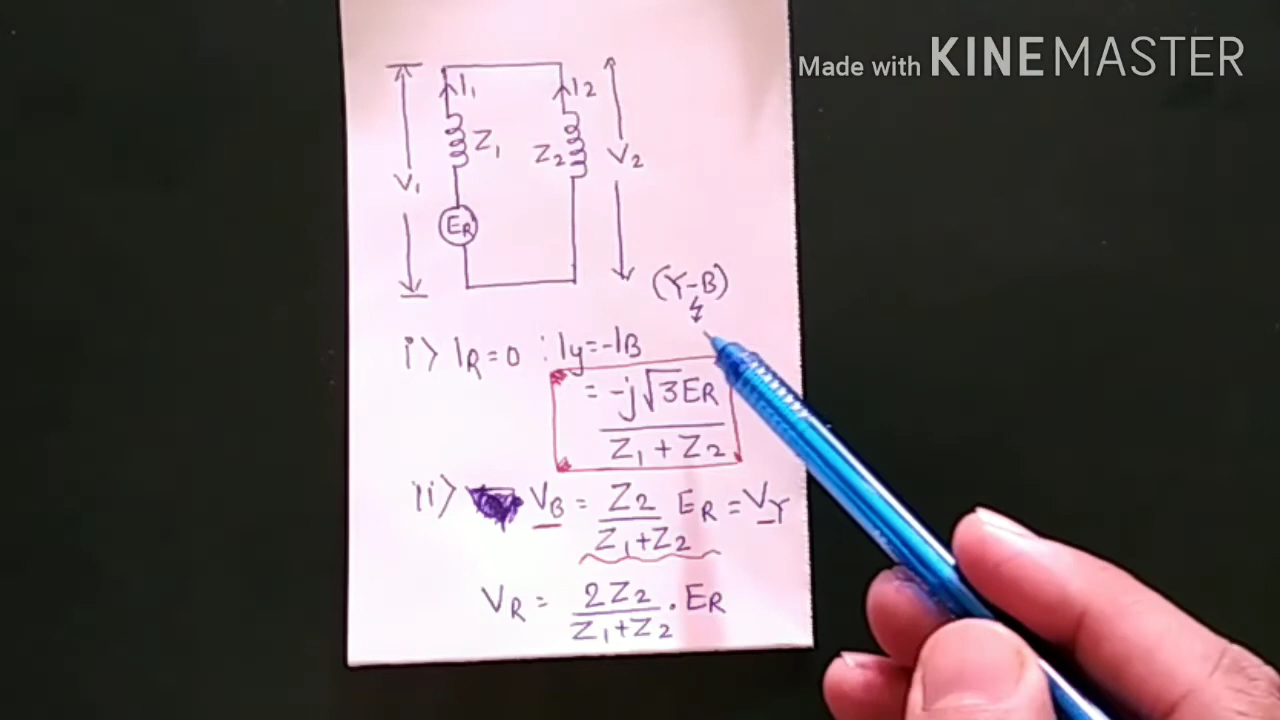 Made with KINEMASTER
I1 I2
Z1 Z2
V1 V2
ER
(Y-B)
i> IR=0 : Iy=-IB
= -j√3ER
Z1+Z2
ii> VB = Z2 ER = VY
Z1+Z2
VR = 2Z2 . ER
Z1+Z2